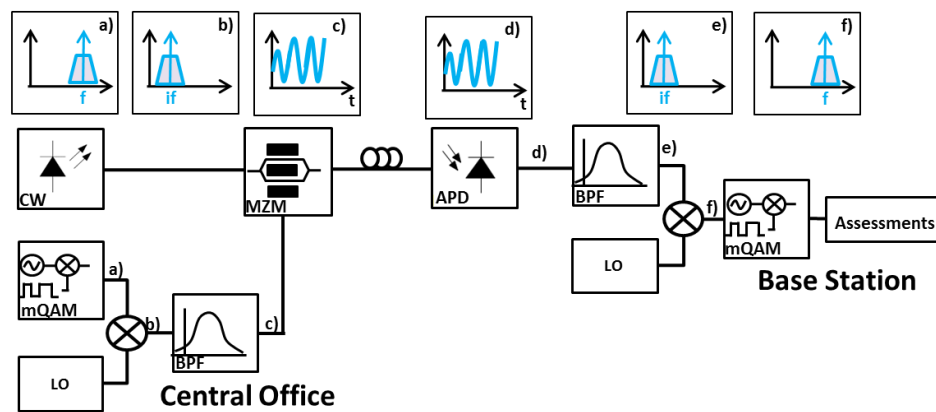 a)
f
b)
if
c)
t
d)
t
e)
if
f)
f
CW
MZM
APD
d)
BPF
e)
f)
mQAM
Assessments
LO
Base Station
mQAM
a)
b)
BPF
c)
LO
Central Office